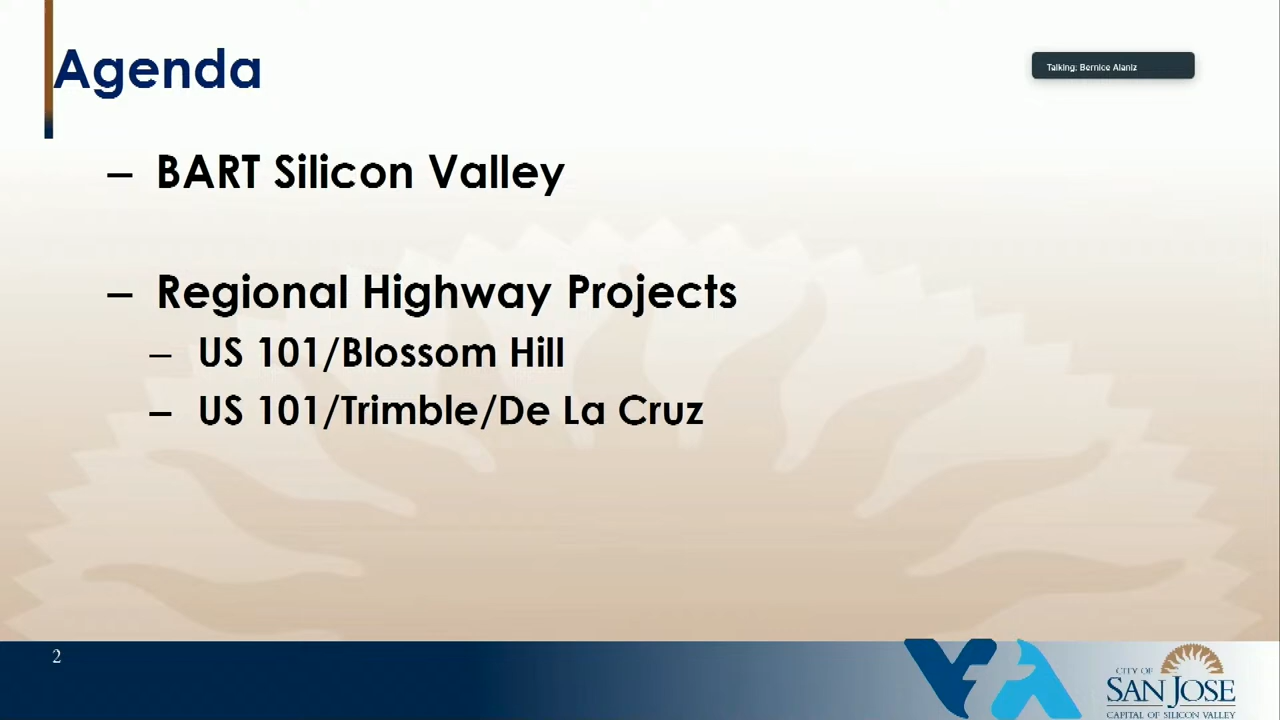 Agenda
Talking: Bernice Alaniz
– BART Silicon Valley
– Regional Highway Projects
– US 101/Blossom Hill
– US 101/Trimble/De La Cruz
2
VTA
CITY OF
SAN JOSE
CAPITAL OF SILICON VALLEY